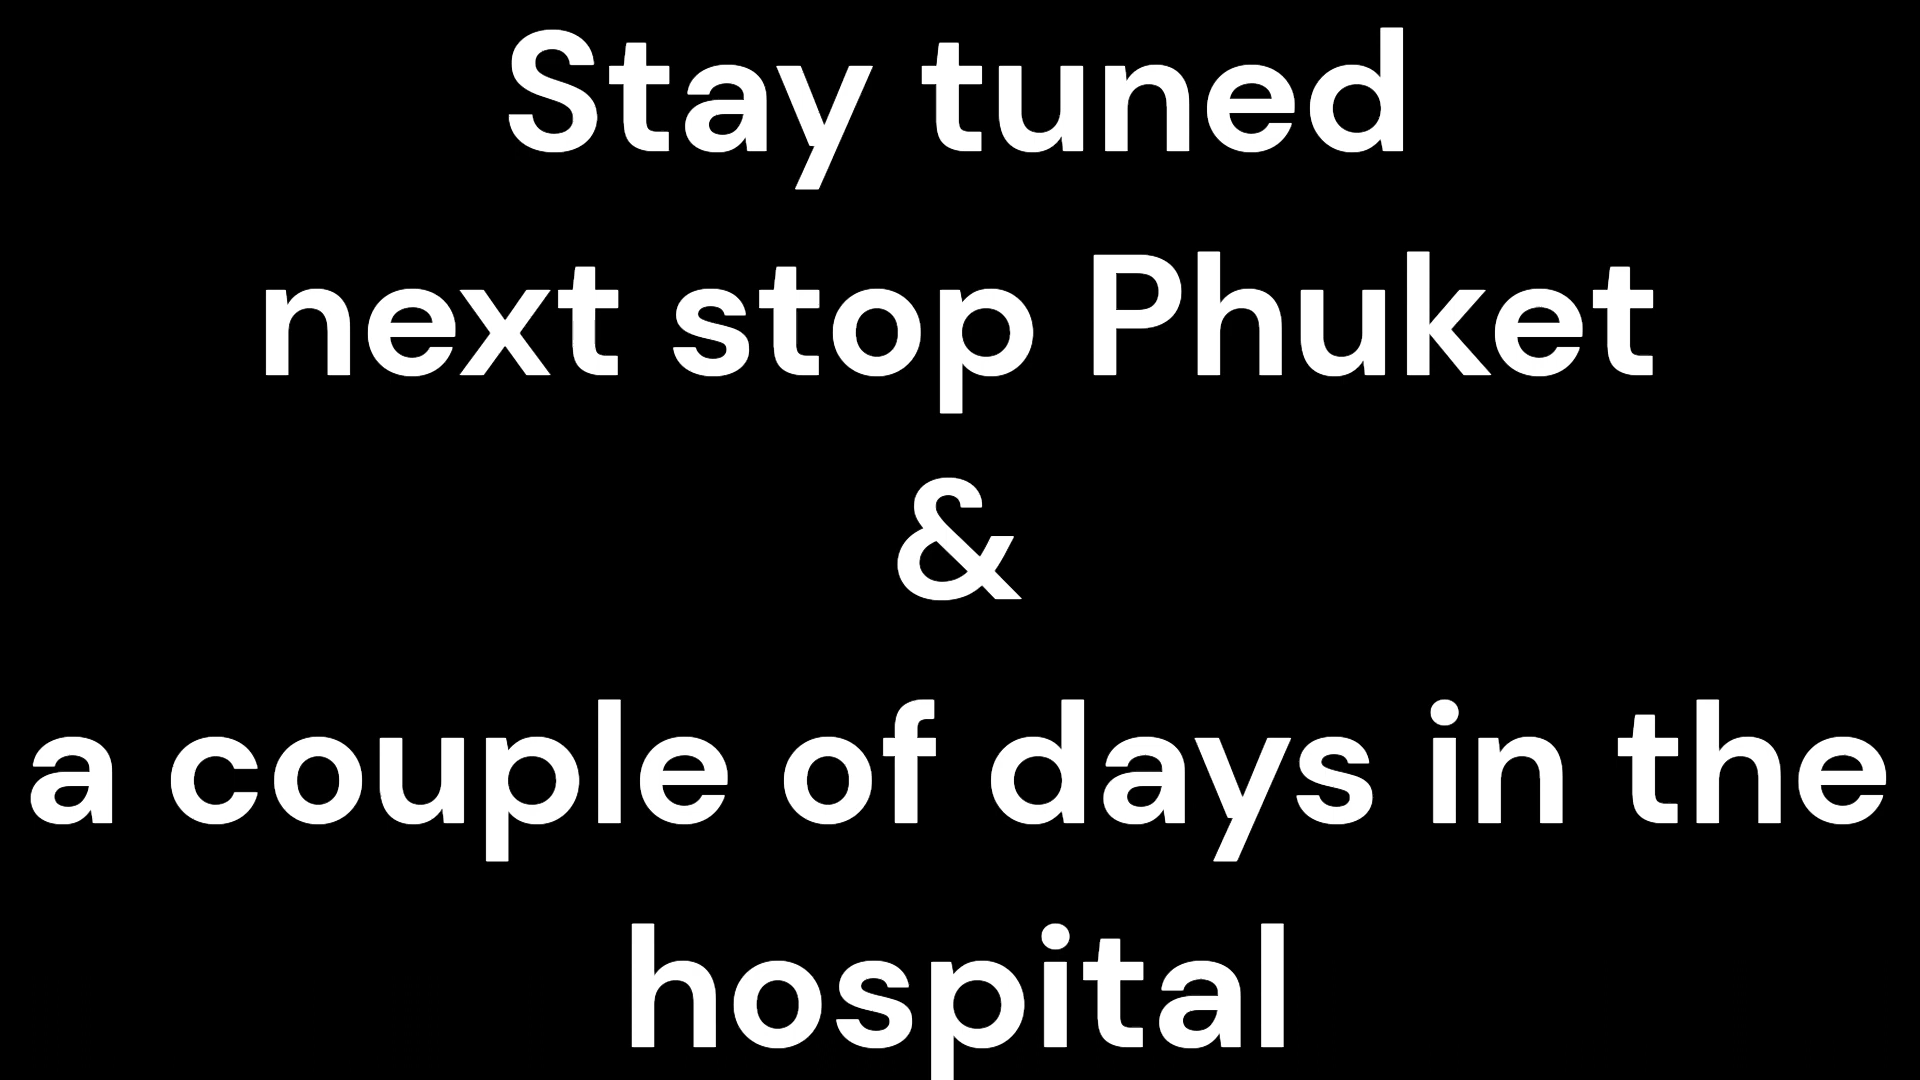 Stay tuned
next stop Phuket
&
a couple of days in the
hospital